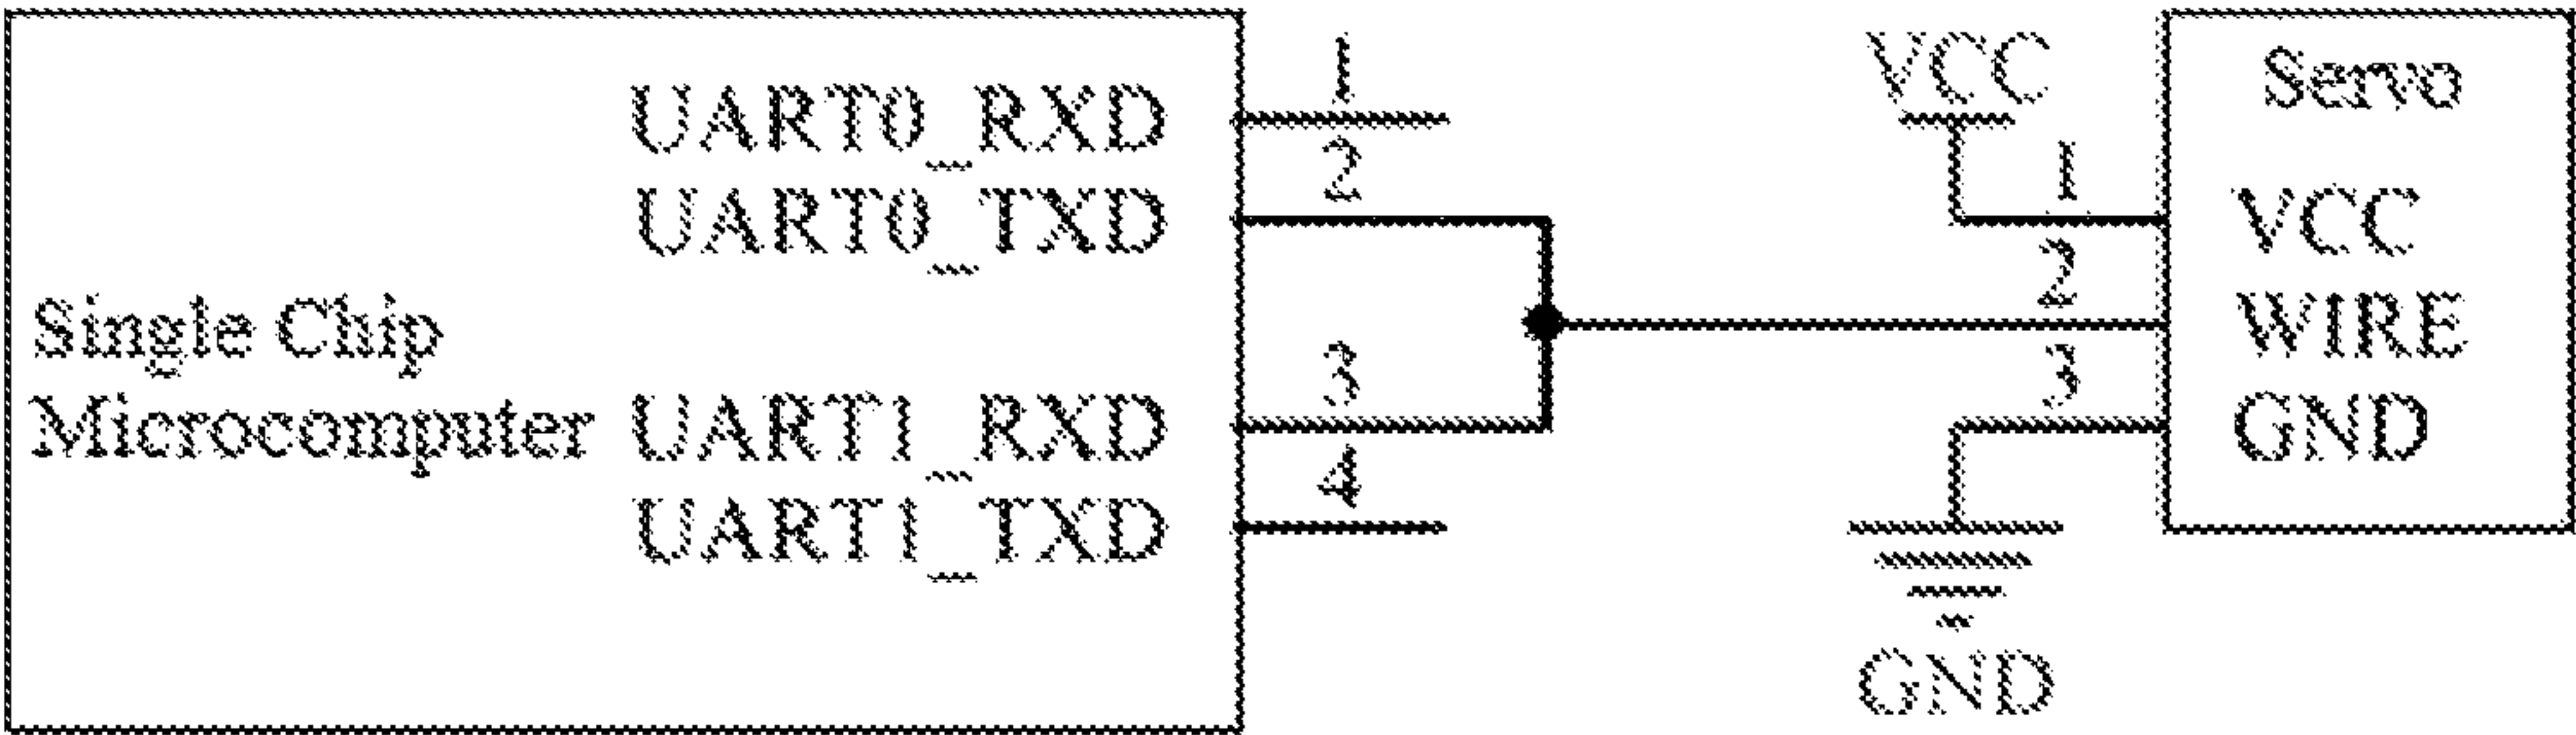 UART0_RXD
1
UART0_TXD
2
Single Chip
Microcomputer
UART1_RXD
3
UART1_TXD
4
VCC
GND
Servo
1
VCC
2
WIRE
3
GND